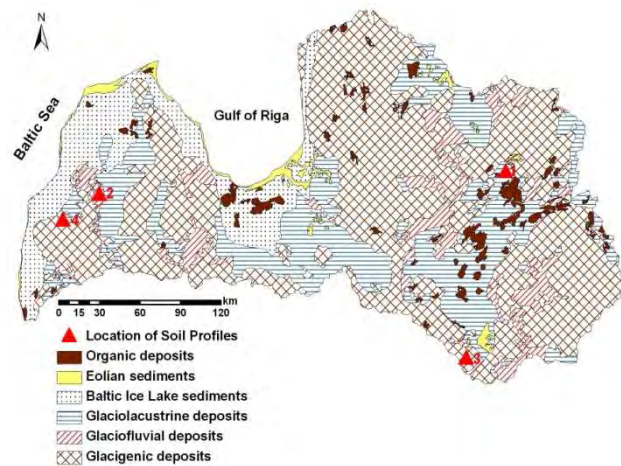 N
Baltic Sea
Gulf of Riga
1
2
4
0 15 30 60 90 120
km
3
Location of Soil Profiles
Organic deposits
Eolian sediments
Baltic Ice Lake sediments
Glaciolacustrine deposits
Glaciofluvial deposits
Glacigenic deposits